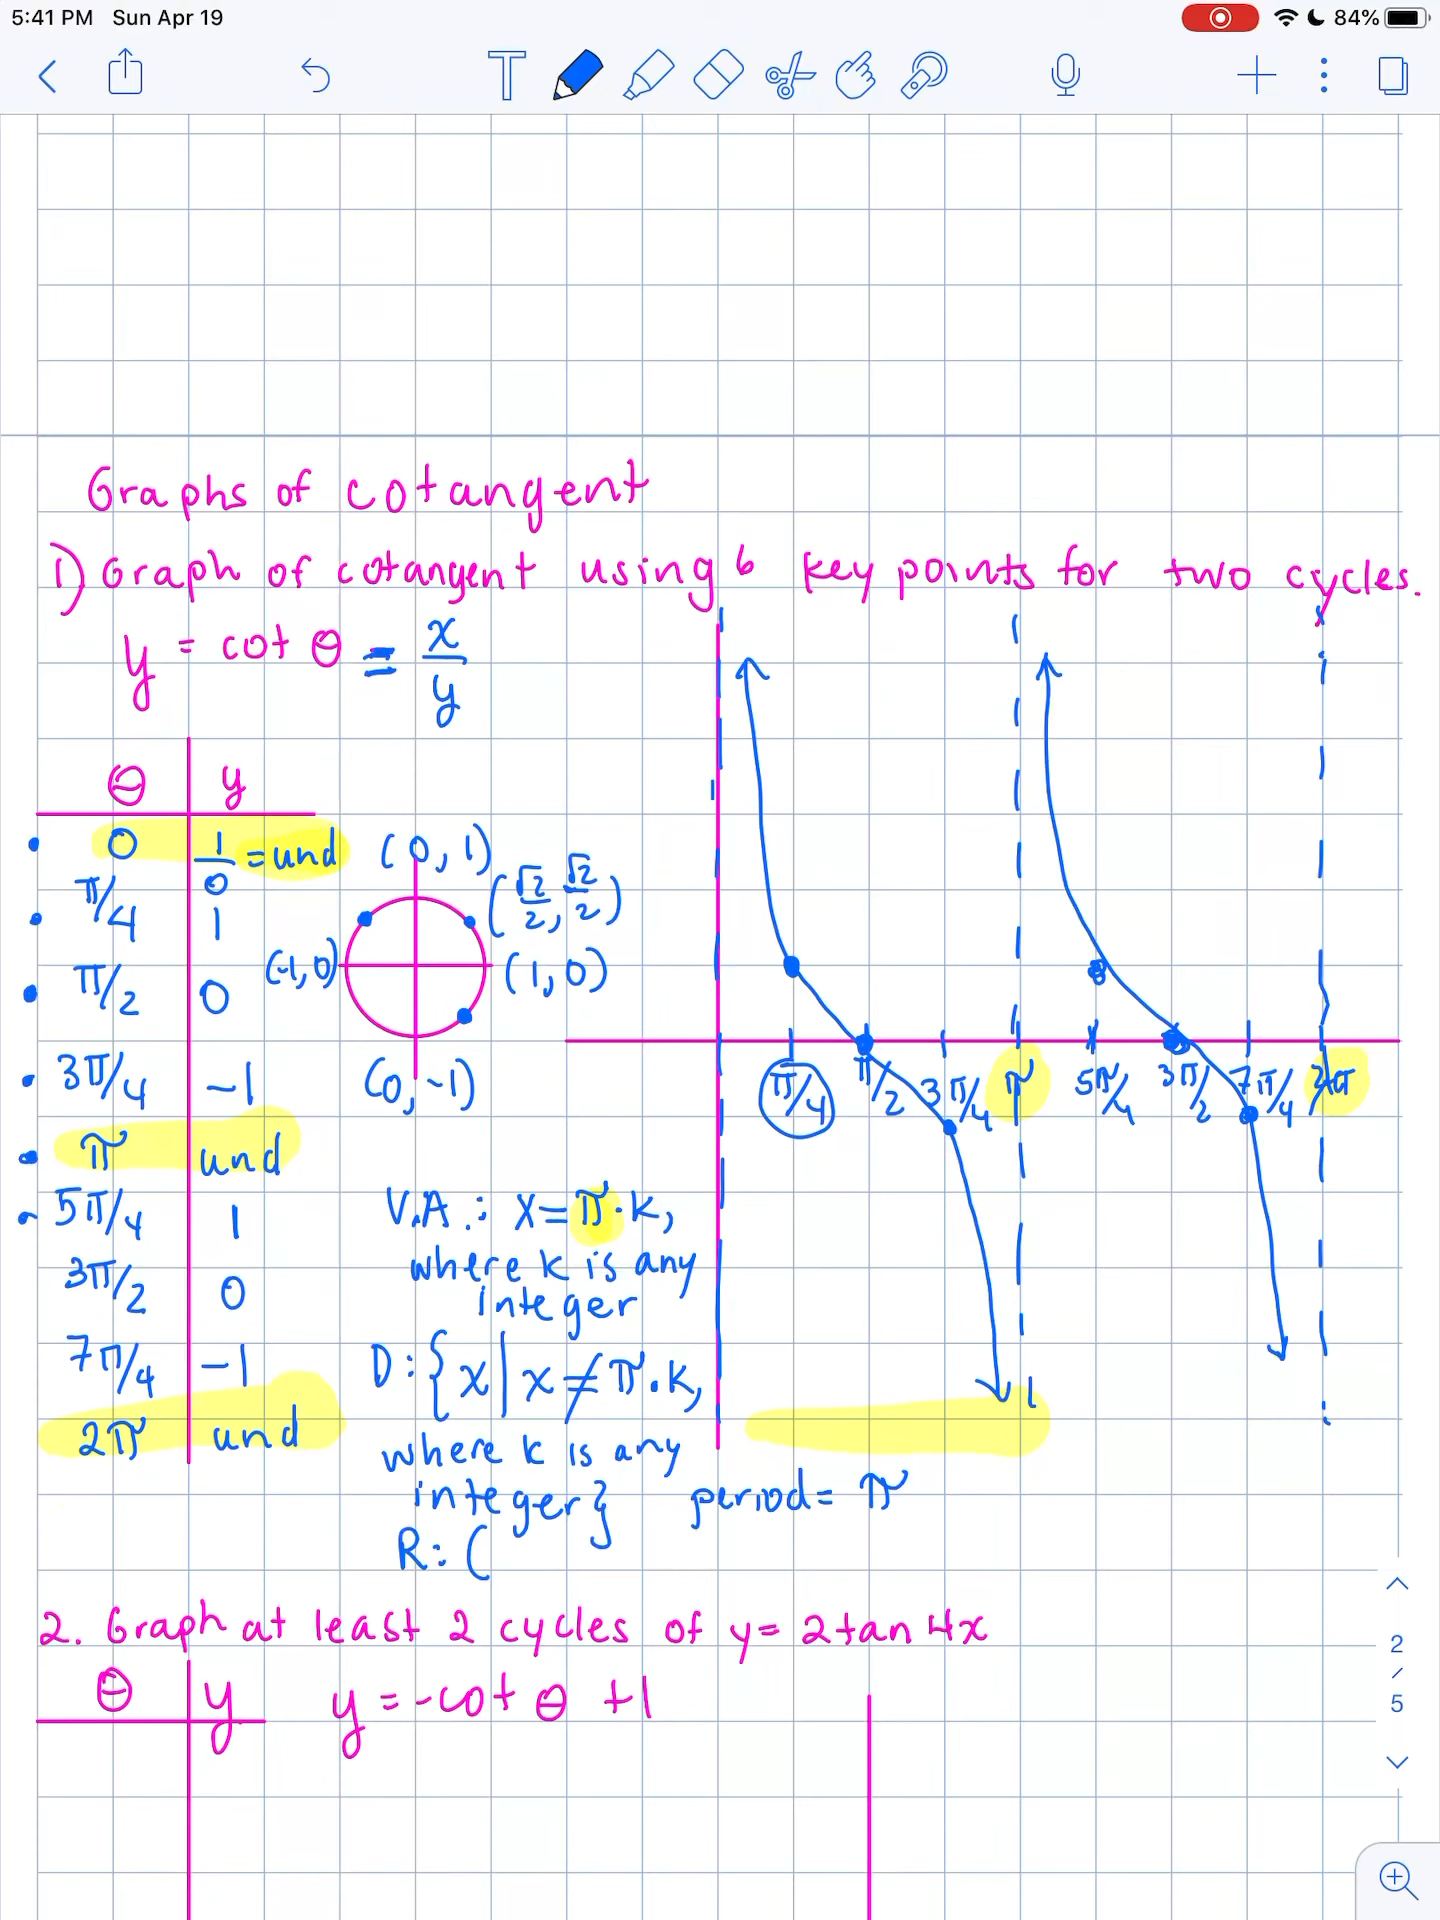 5:41 PM Sun Apr 19
84%
T
Graphs of cotangent
1) Graph of cotangent using 6 key points for two cycles.
y = cot θ = x/y
θ y
0 1/0 = und
π/4 1
π/2 0
3π/4 -1
π und
5π/4 1
3π/2 0
7π/4 -1
2π und
(0, 1)
(√2/2, √2/2)
(-1, 0)
(1, 0)
(0, -1)
π/4 π/2 3π/4 π 5π/4 3π/2 7π/4 2π
V.A.: x = π·k,
where k is any
integer
D: {x | x ≠ π·k,
where k is any
integer}
R: (
period = π
2. Graph at least 2 cycles of y = 2tan 4x
θ y
y = -cot θ + 1
2
/
5